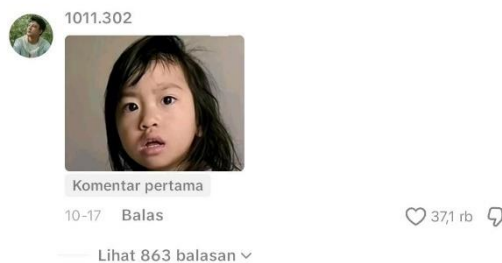 1011.302
Komentar pertama
10-17 Balas 37,1 rb
Lihat 863 balasan